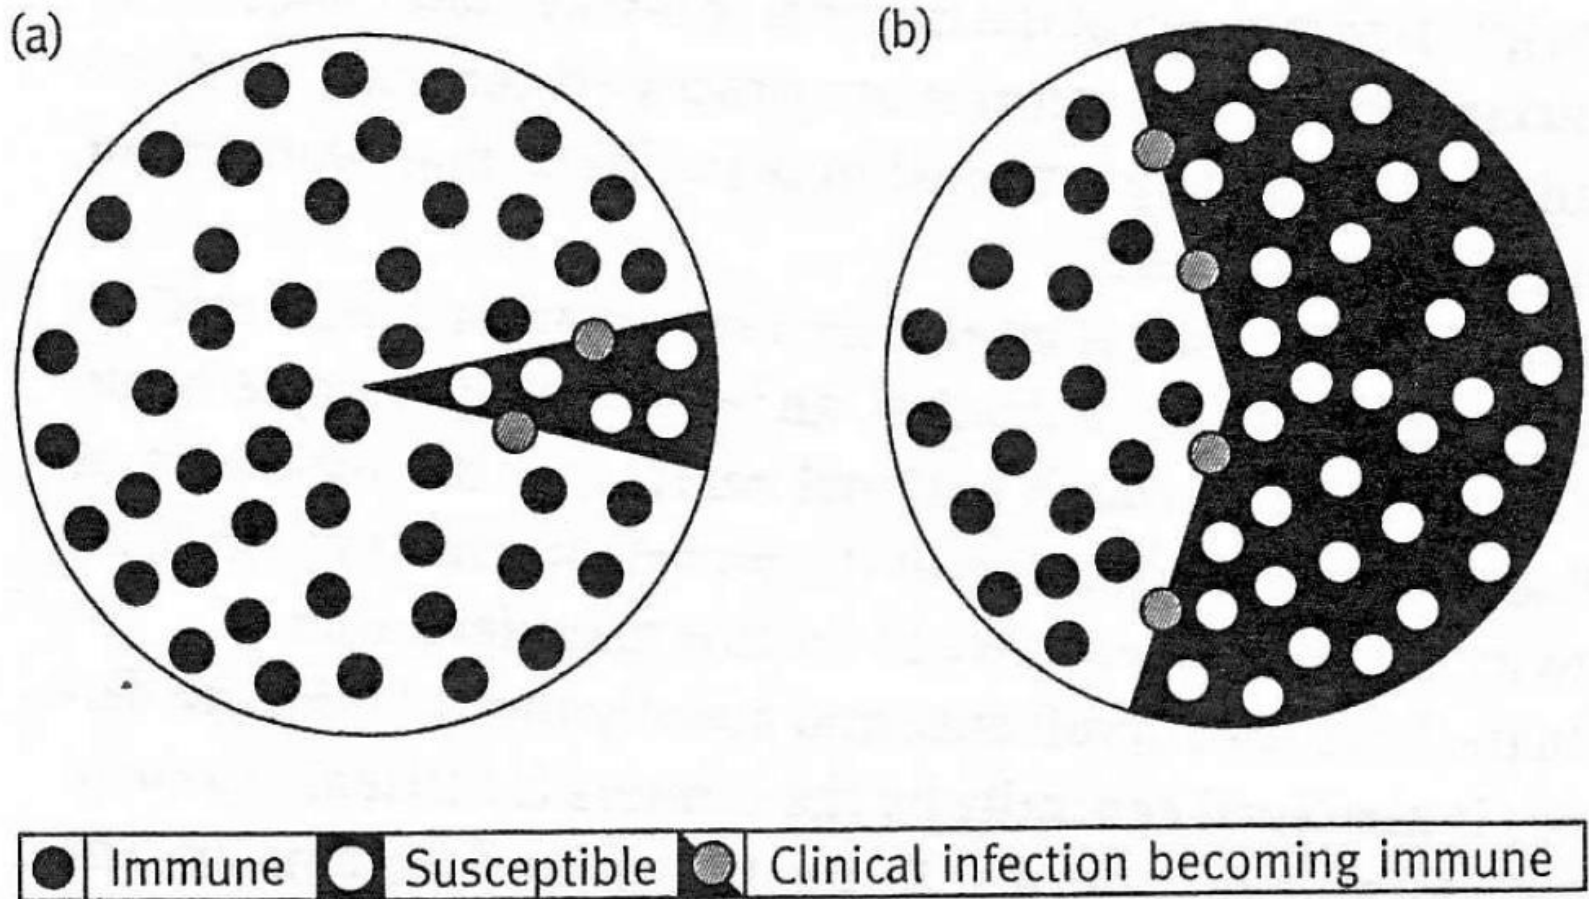 (a)
(b)
Immune
Susceptible
Clinical infection becoming immune